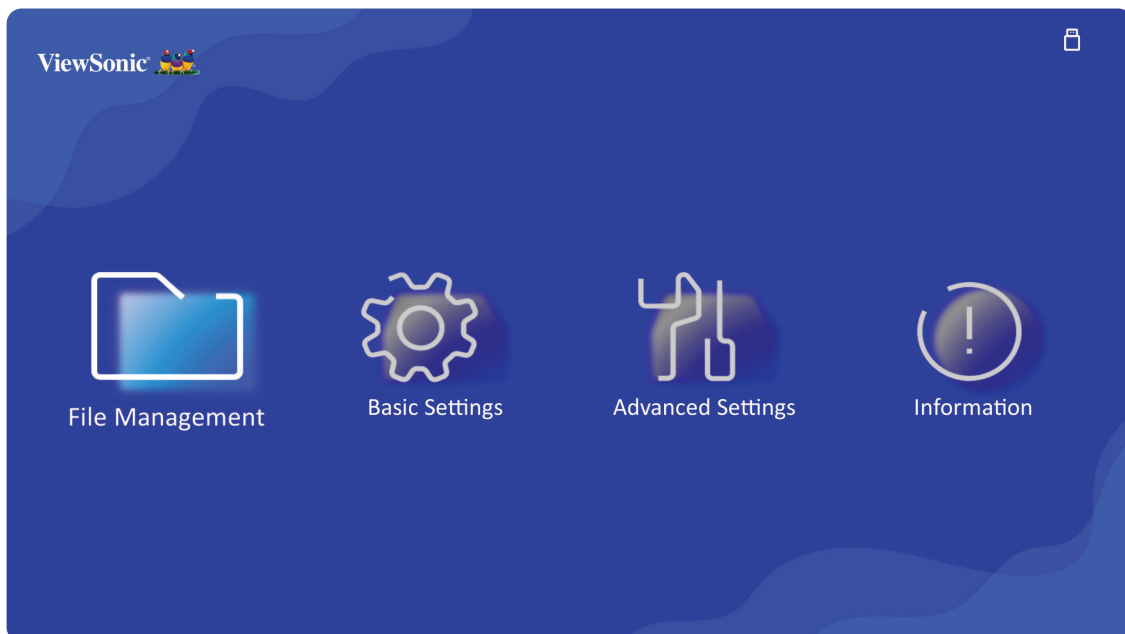 ViewSonic®
File Management
Basic Settings
Advanced Settings
Information